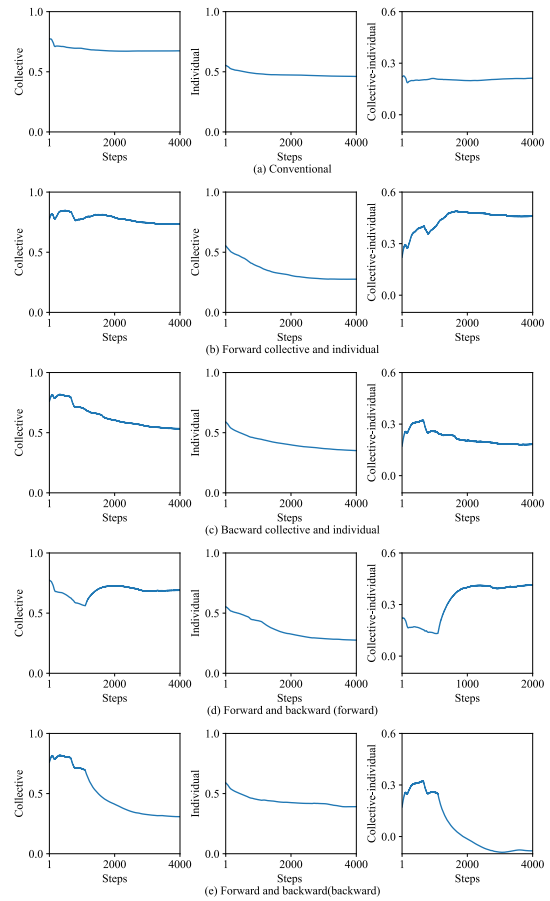 Collective
1.0
0.5
0.0
1
2000
4000
Steps
Individual
1.0
0.5
0.0
1
2000
4000
Steps
Collective-individual
0.6
0.3
0.0
1
2000
4000
Steps
(a) Conventional
Collective
1.0
0.5
0.0
1
2000
4000
Steps
Collective
1.0
0.5
0.0
1
2000
4000
Steps
Collective-individual
0.6
0.3
0.0
1
2000
4000
Steps
(b) Forward collective and individual
Collective
1.0
0.5
0.0
1
2000
4000
Steps
Individual
1.0
0.5
0.0
1
2000
4000
Steps
Collective-individual
0.6
0.3
0.0
1
2000
4000
Steps
(c) Bacward collective and individual
Collective
1.0
0.5
0.0
1
2000
4000
Steps
Individual
1.0
0.5
0.0
1
2000
4000
Steps
Collective-individual
0.6
0.3
0.0
1
2000
2000
Steps
(d) Forward and backward (forward)
Collective
1.0
0.5
0.0
1
2000
4000
Steps
Individual
1.0
0.5
0.0
1
2000
4000
Steps
Collective-individual
0.6
0.3
0.0
1
2000
4000
Steps
(e) Forward and backward(backward)